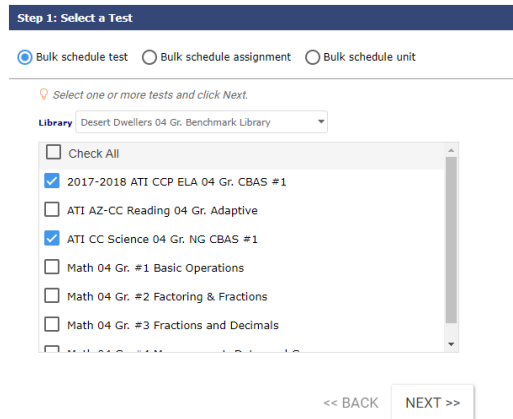 Step 1: Select a Test
Bulk schedule test Bulk schedule assignment Bulk schedule unit
Select one or more tests and click Next.
Library Desert Dwellers 04 Gr. Benchmark Library
Check All
2017-2018 ATI CCP ELA 04 Gr. CBAS #1
ATI AZ-CC Reading 04 Gr. Adaptive
ATI CC Science 04 Gr. NG CBAS #1
Math 04 Gr. #1 Basic Operations
Math 04 Gr. #2 Factoring & Fractions
Math 04 Gr. #3 Fractions and Decimals
<< BACK NEXT >>